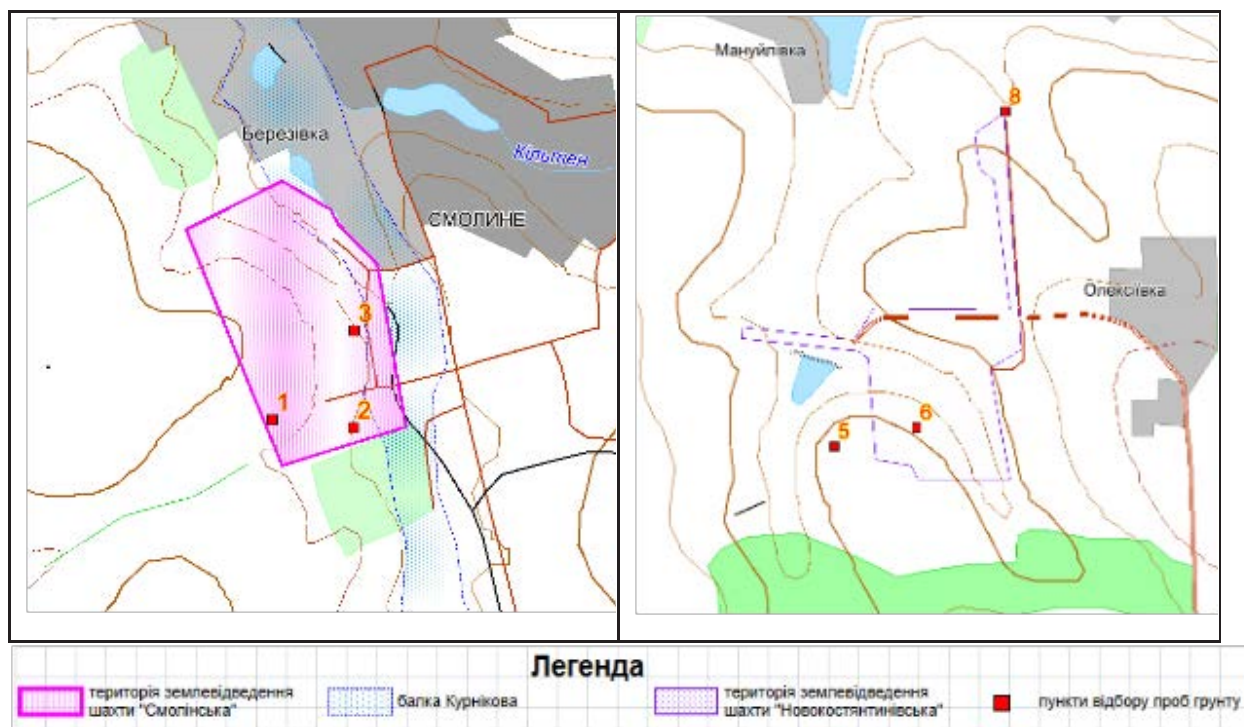 Березівка
Кільтен
СМОЛИНЕ
3
1
2
Мануйлівка
8
Олексіївка
6
5
Легенда
територія землевідведення
шахти "Смолінська"
балка Курнікова
територія землевідведення
шахти "Новокостянтинівська"
пункти відбору проб грунту